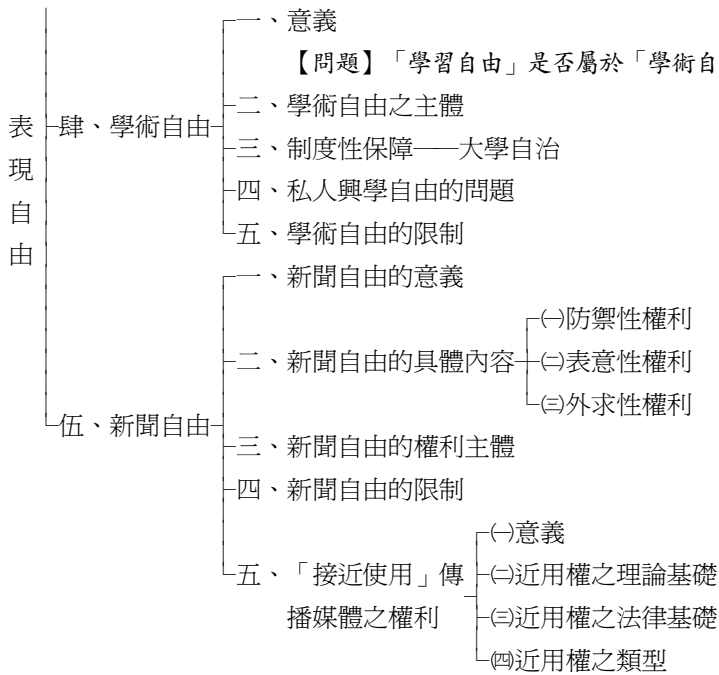 表現自由
肆、學術自由
一、意義
【問題】「學習自由」是否屬於「學術自
二、學術自由之主體
三、制度性保障——大學自治
四、私人興學自由的問題
五、學術自由的限制
伍、新聞自由
一、新聞自由的意義
二、新聞自由的具體內容
㈠防禦性權利
㈡表意性權利
㈢外求性權利
三、新聞自由的權利主體
四、新聞自由的限制
五、「接近使用」傳
播媒體之權利
㈠意義
㈡近用權之理論基礎
㈢近用權之法律基礎
㈣近用權之類型